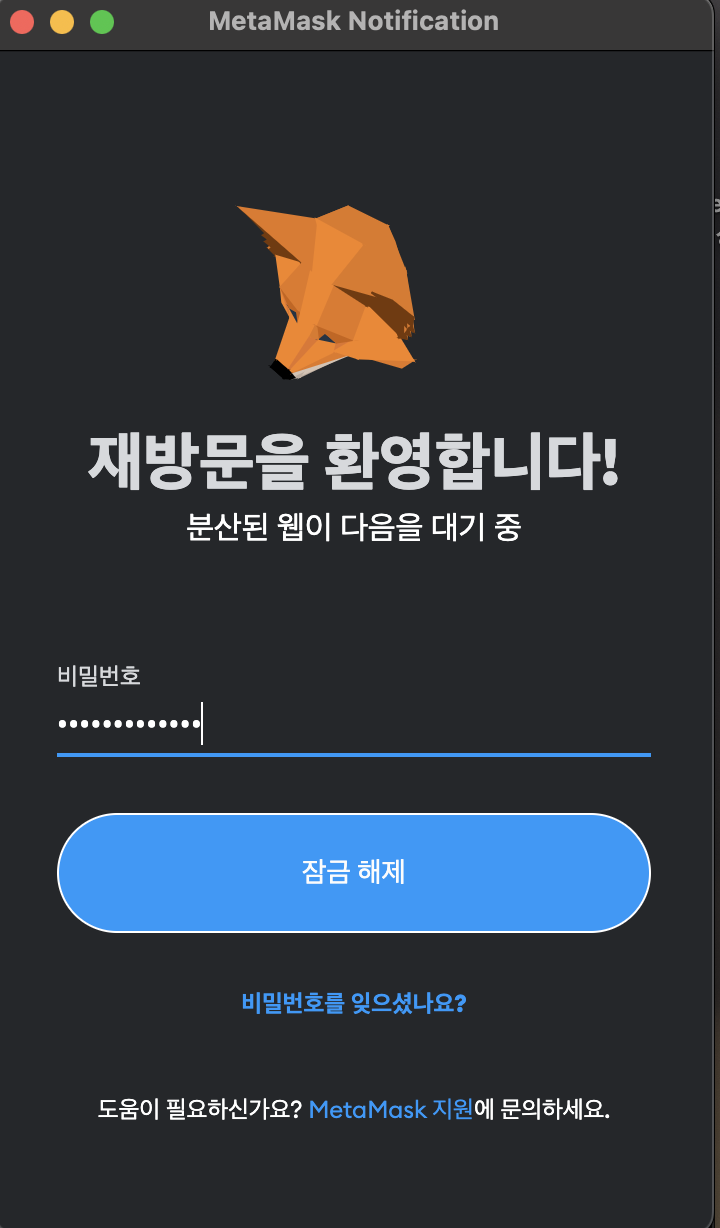 MetaMask Notification
재방문을 환영합니다!
분산된 웹이 다음을 대기 중
비밀번호
••••••••••••
잠금 해제
비밀번호를 잊으셨나요?
도움이 필요하신가요? MetaMask 지원에 문의하세요.